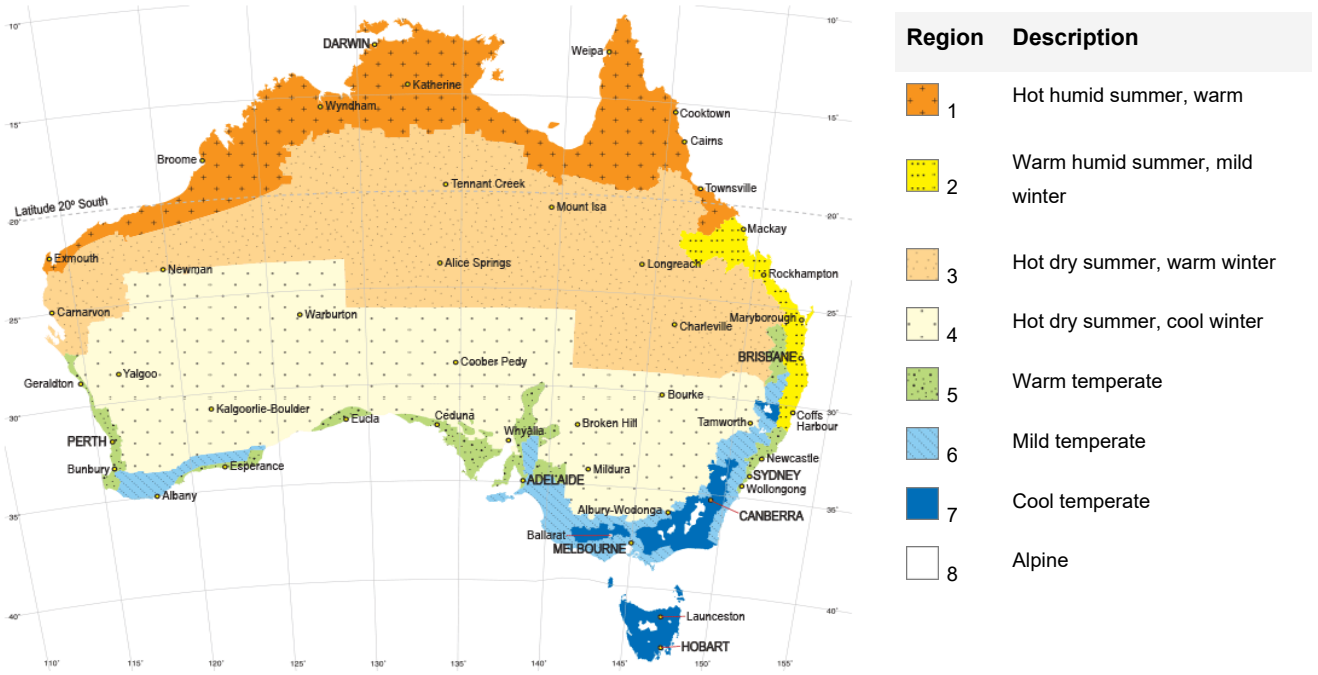 10°
10°
DARWIN
Weipa
Katherine
Wyndham
Cooktown
15°
15°
Cairns
Broome
Tennant Creek
Townsville
Latitude 20º South
Mount Isa
20°
20°
Mackay
Exmouth
Newman
Alice Springs
Longreach
Rockhampton
Carnarvon
Warburton
25°
25°
Maryborough
Charleville
BRISBANE
Coober Pedy
Yalgoo
Geraldton
Bourke
Kalgoorlie-Boulder
30°
30°
Eucla
Ceduna
Broken Hill
Tamworth
Coffs
Harbour
PERTH
Whyalla
Newcastle
Bunbury
Esperance
Mildura
SYDNEY
ADELAIDE
Wollongong
Albany
Albury-Wodonga
CANBERRA
35°
35°
Ballarat
MELBOURNE
40°
40°
Launceston
HOBART
110°
115°
120°
125°
130°
135°
140°
145°
150°
155°
Region Description
1 Hot humid summer, warm
2 Warm humid summer, mild
winter
3 Hot dry summer, warm winter
4 Hot dry summer, cool winter
5 Warm temperate
6 Mild temperate
7 Cool temperate
8 Alpine